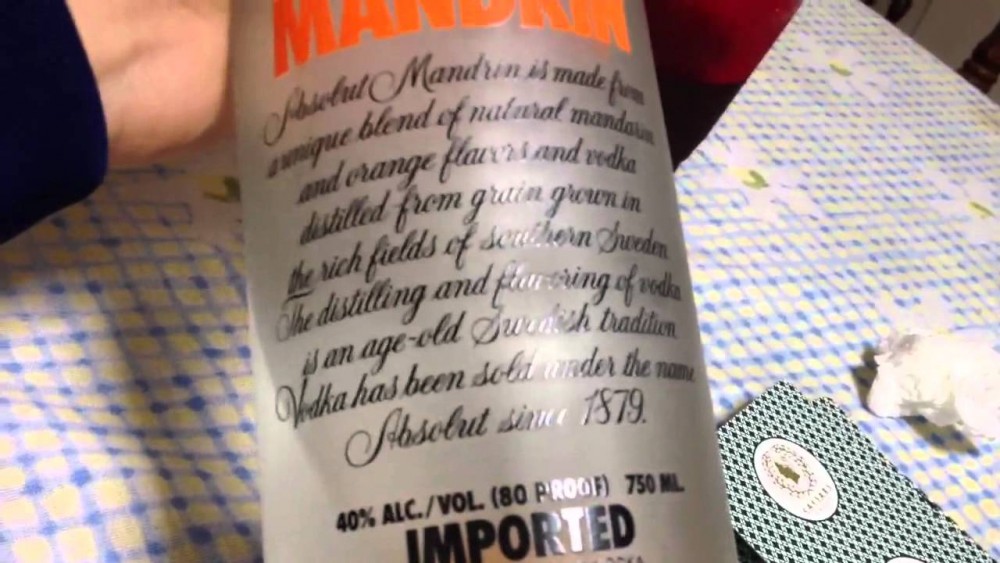 MANDRIN
Absolut Mandrin is made from
a unique blend of natural mandarin
and orange flavors and vodka
distilled from grain grown in
the rich fields of southern Sweden.
The distilling and flavoring of vodka
is an age-old Swedish tradition.
Vodka has been sold under the name
Absolut since 1879.
40% ALC./VOL. (80 PROOF) 750 ML.
IMPORTED